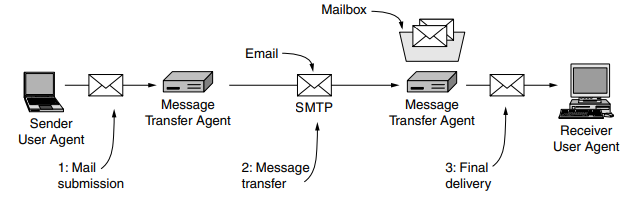 Mailbox
Email
SMTP
Sender
User Agent
Message
Transfer Agent
Message
Transfer Agent
Receiver
User Agent
1: Mail
submission
2: Message
transfer
3: Final
delivery